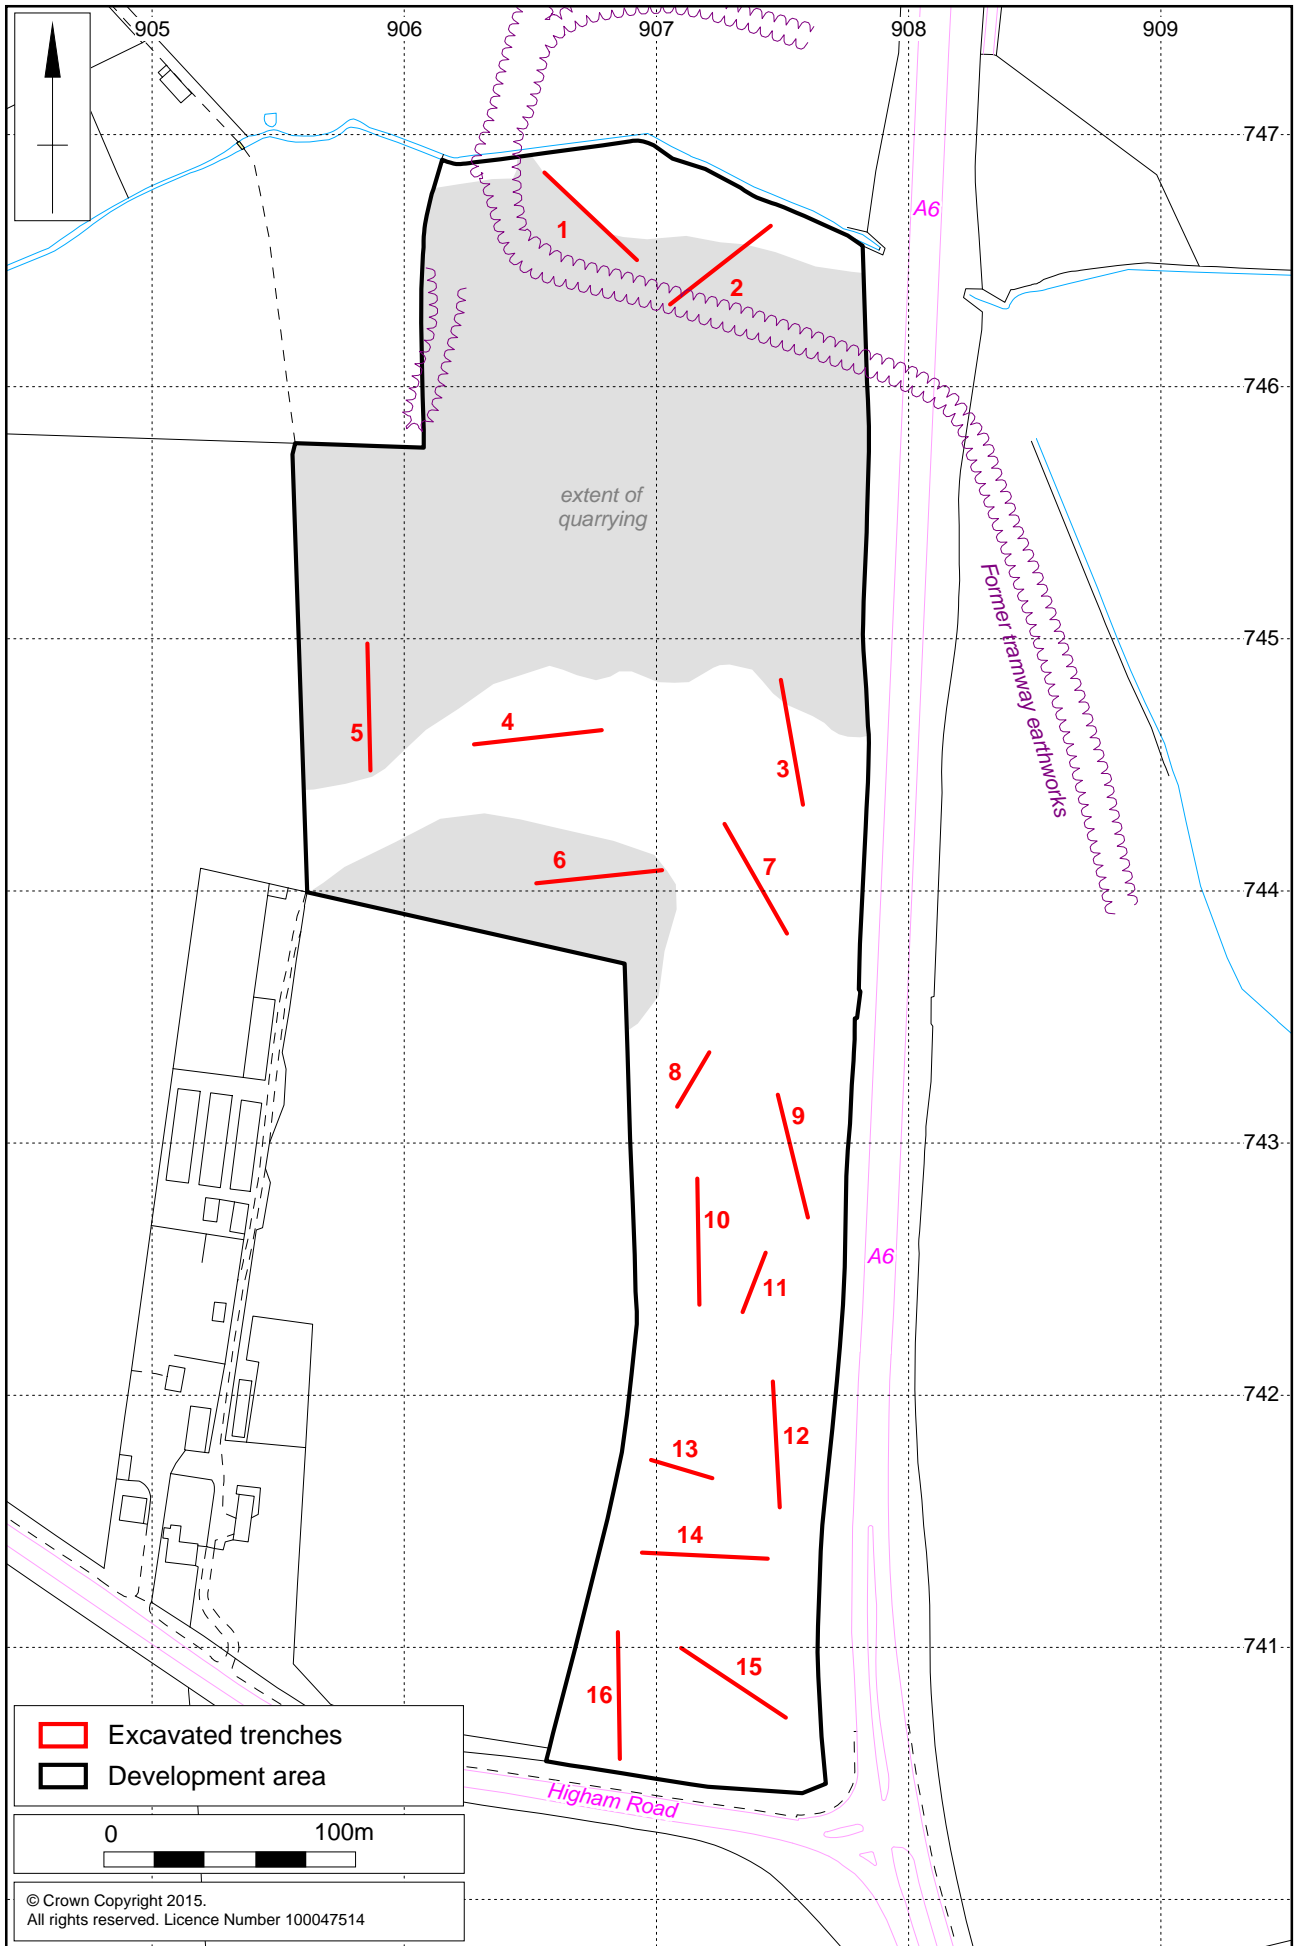 905
906
907
908
909
747
A6
1
2
746
extent of
quarrying
Former tramway earthworks
745
5
4
3
6
7
744
8
9
743
10
11
A6
742
12
13
14
741
15
16
Excavated trenches
Development area
Higham Road
0 100m
© Crown Copyright 2015.
All rights reserved. Licence Number 100047514